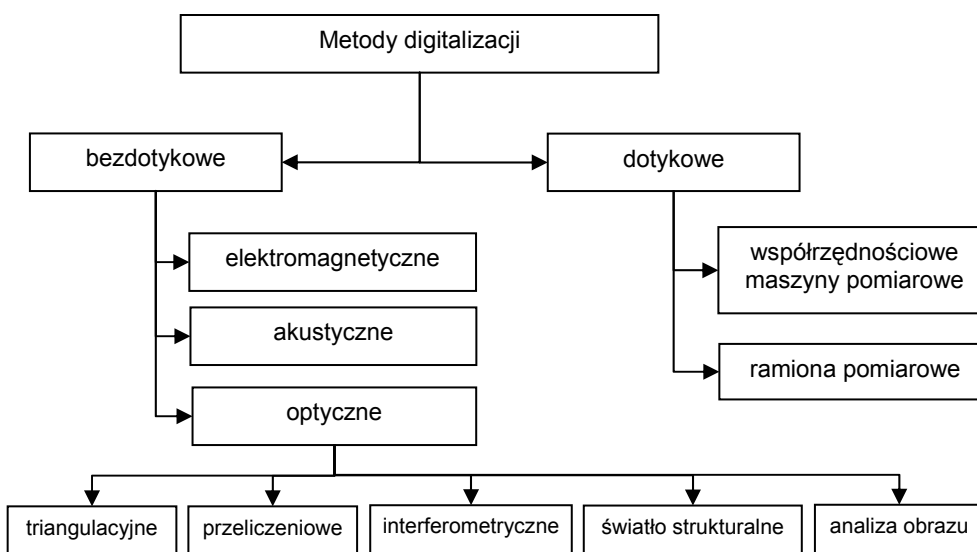 Metody digitalizacji
bezdotykowe
dotykowe
elektromagnetyczne
współrzędnościowe
maszyny pomiarowe
akustyczne
ramiona pomiarowe
optyczne
triangulacyjne
przeliczeniowe
interferometryczne
światło strukturalne
analiza obrazu